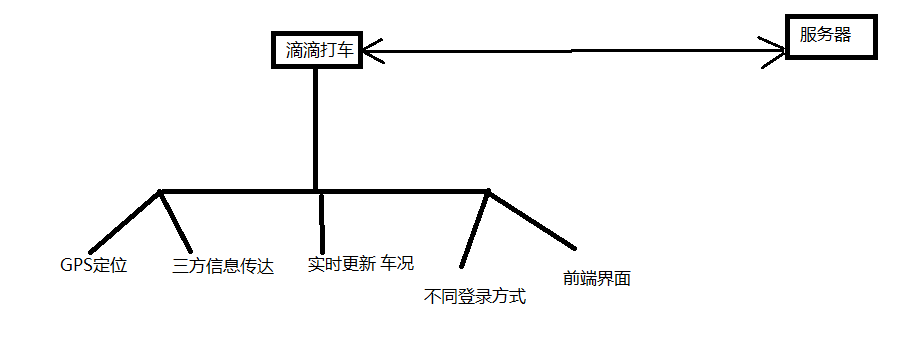 滴滴打车
服务器
GPS定位
三方信息传达
实时更新 车况
不同登录方式
前端界面